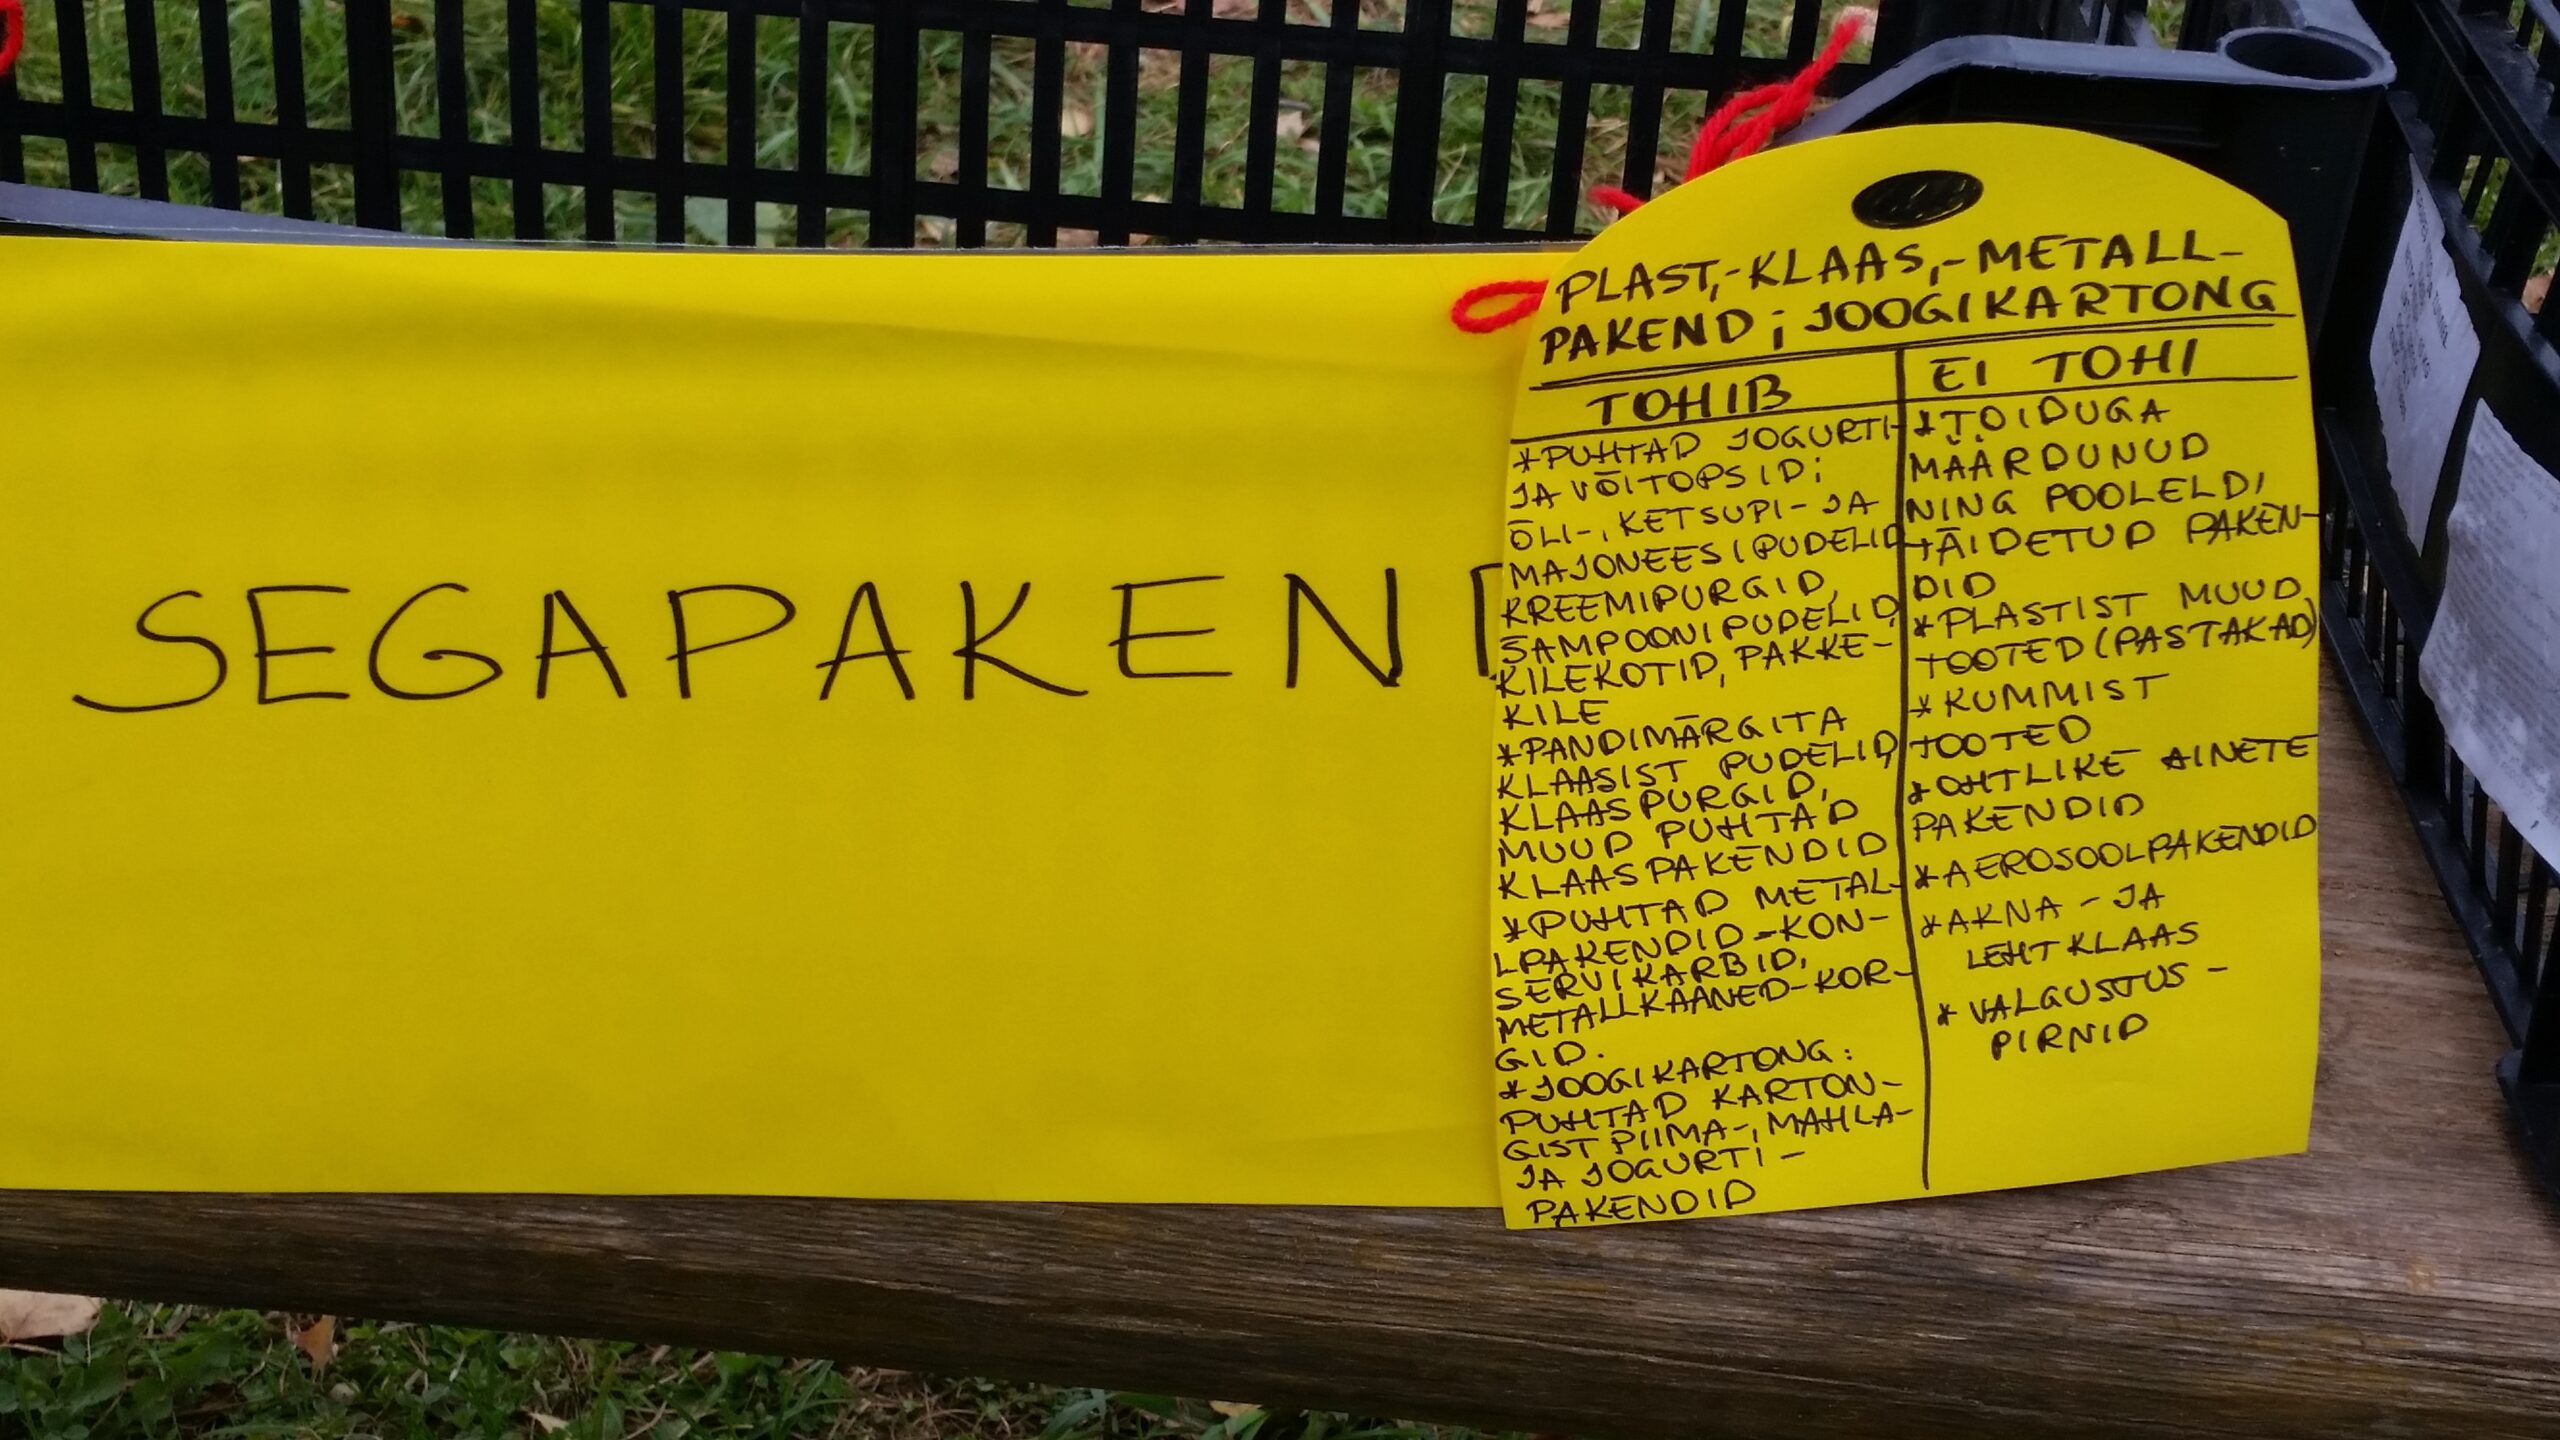 SEGAPAKEND
PLAST,-KLAAS,-METALL-
PAKEND; JOOGIKARTONG
TOHIB
*PUHTAD JOGURTI-
JA VÕITOPSID;
ÕLI-, KETSUPI- JA
MAJONEESIPUDELID,
KREEMIPURGID,
ŠAMPOONIPUDELID,
KILEKOTID, PAKKE-
KILE
*PANDIMÄRGITA
KLAASIST PUDELID,
KLAASPURGID,
MUUD PUHTAD
KLAASPAKENDID
*PUHTAD METAL-
LPAKENDID-KON-
SERVIKARBID,
METALLKAANED-KOR-
GID.
*JOOGIKARTONG:
PUHTAD KARTON-
GIST PIIMA-, MAHLA-
JA JOGURTI-
PAKENDID
EI TOHI
*TOIDUGA
MÄÄRDUNUD
NING POOLELDI
TÄIDETUD PAKEN-
DID
*PLASTIST MUUD
TOOTED (PASTAKAD)
*KUMMIST
TOOTED
*OHTLIKE AINETE
PAKENDID
*AEROSOOLPAKENDID
*AKNA- JA
LEHTKLAAS
*VALGUSTUS-
PIRNID